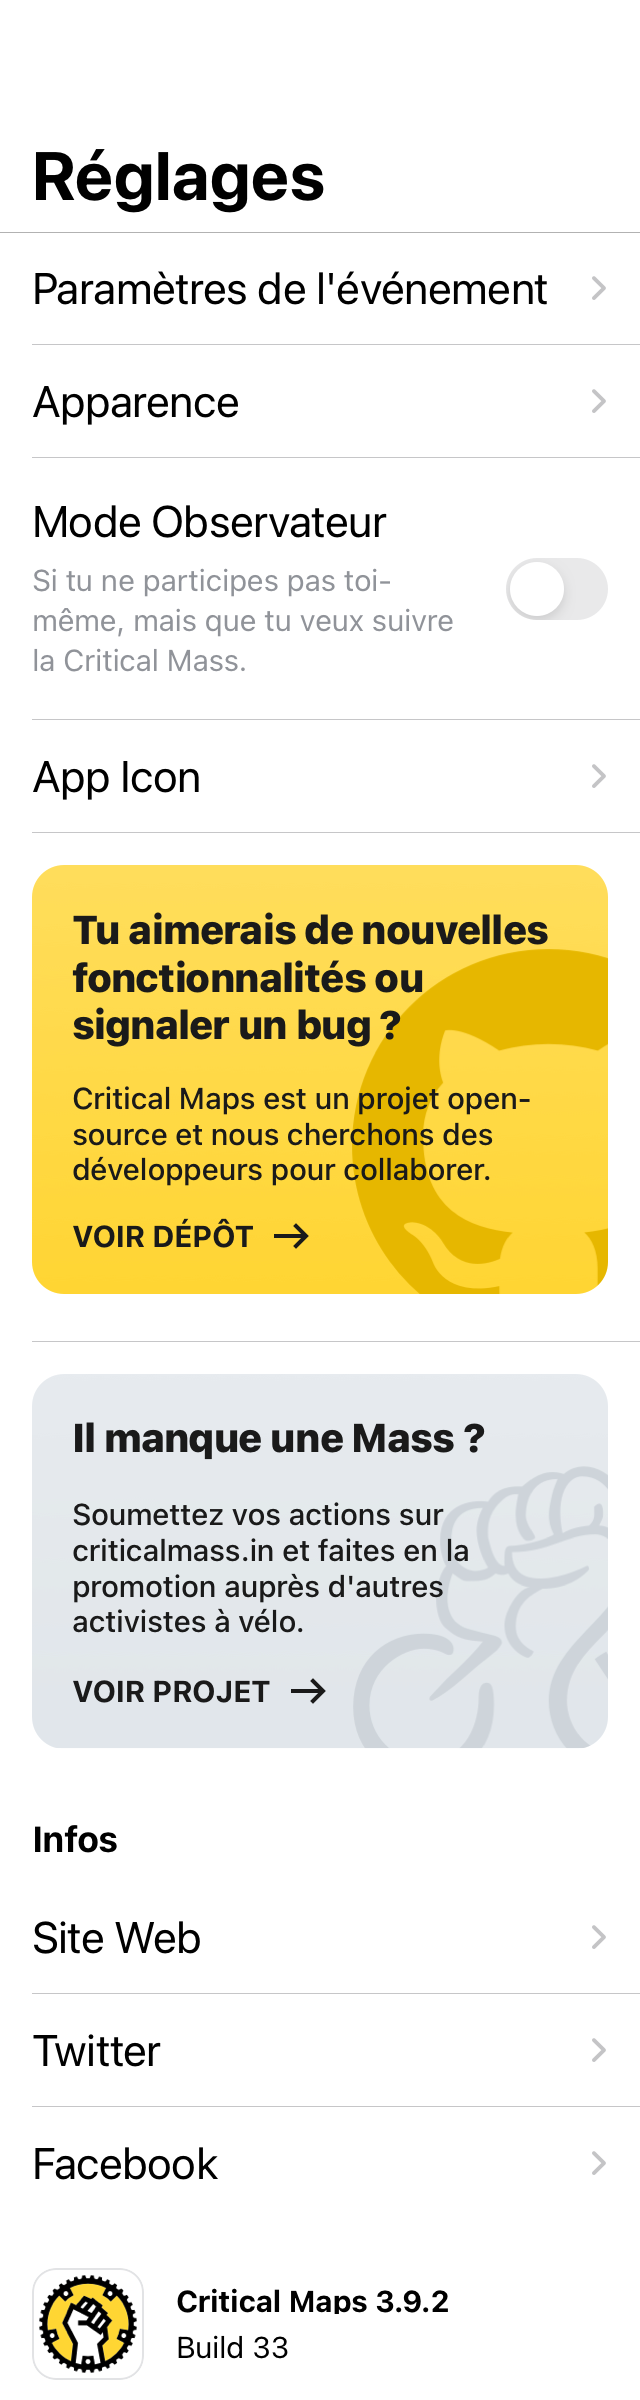 Réglages
Paramètres de l'événement
Apparence
Mode Observateur
Si tu ne participes pas toi-
même, mais que tu veux suivre
la Critical Mass.
App Icon
Tu aimerais de nouvelles
fonctionnalités ou
signaler un bug ?
Critical Maps est un projet open-
source et nous cherchons des
développeurs pour collaborer.
VOIR DÉPÔT
Il manque une Mass ?
Soumettez vos actions sur
criticalmass.in et faites en la
promotion auprès d'autres
activistes à vélo.
VOIR PROJET
Infos
Site Web
Twitter
Facebook
Critical Maps 3.9.2
Build 33